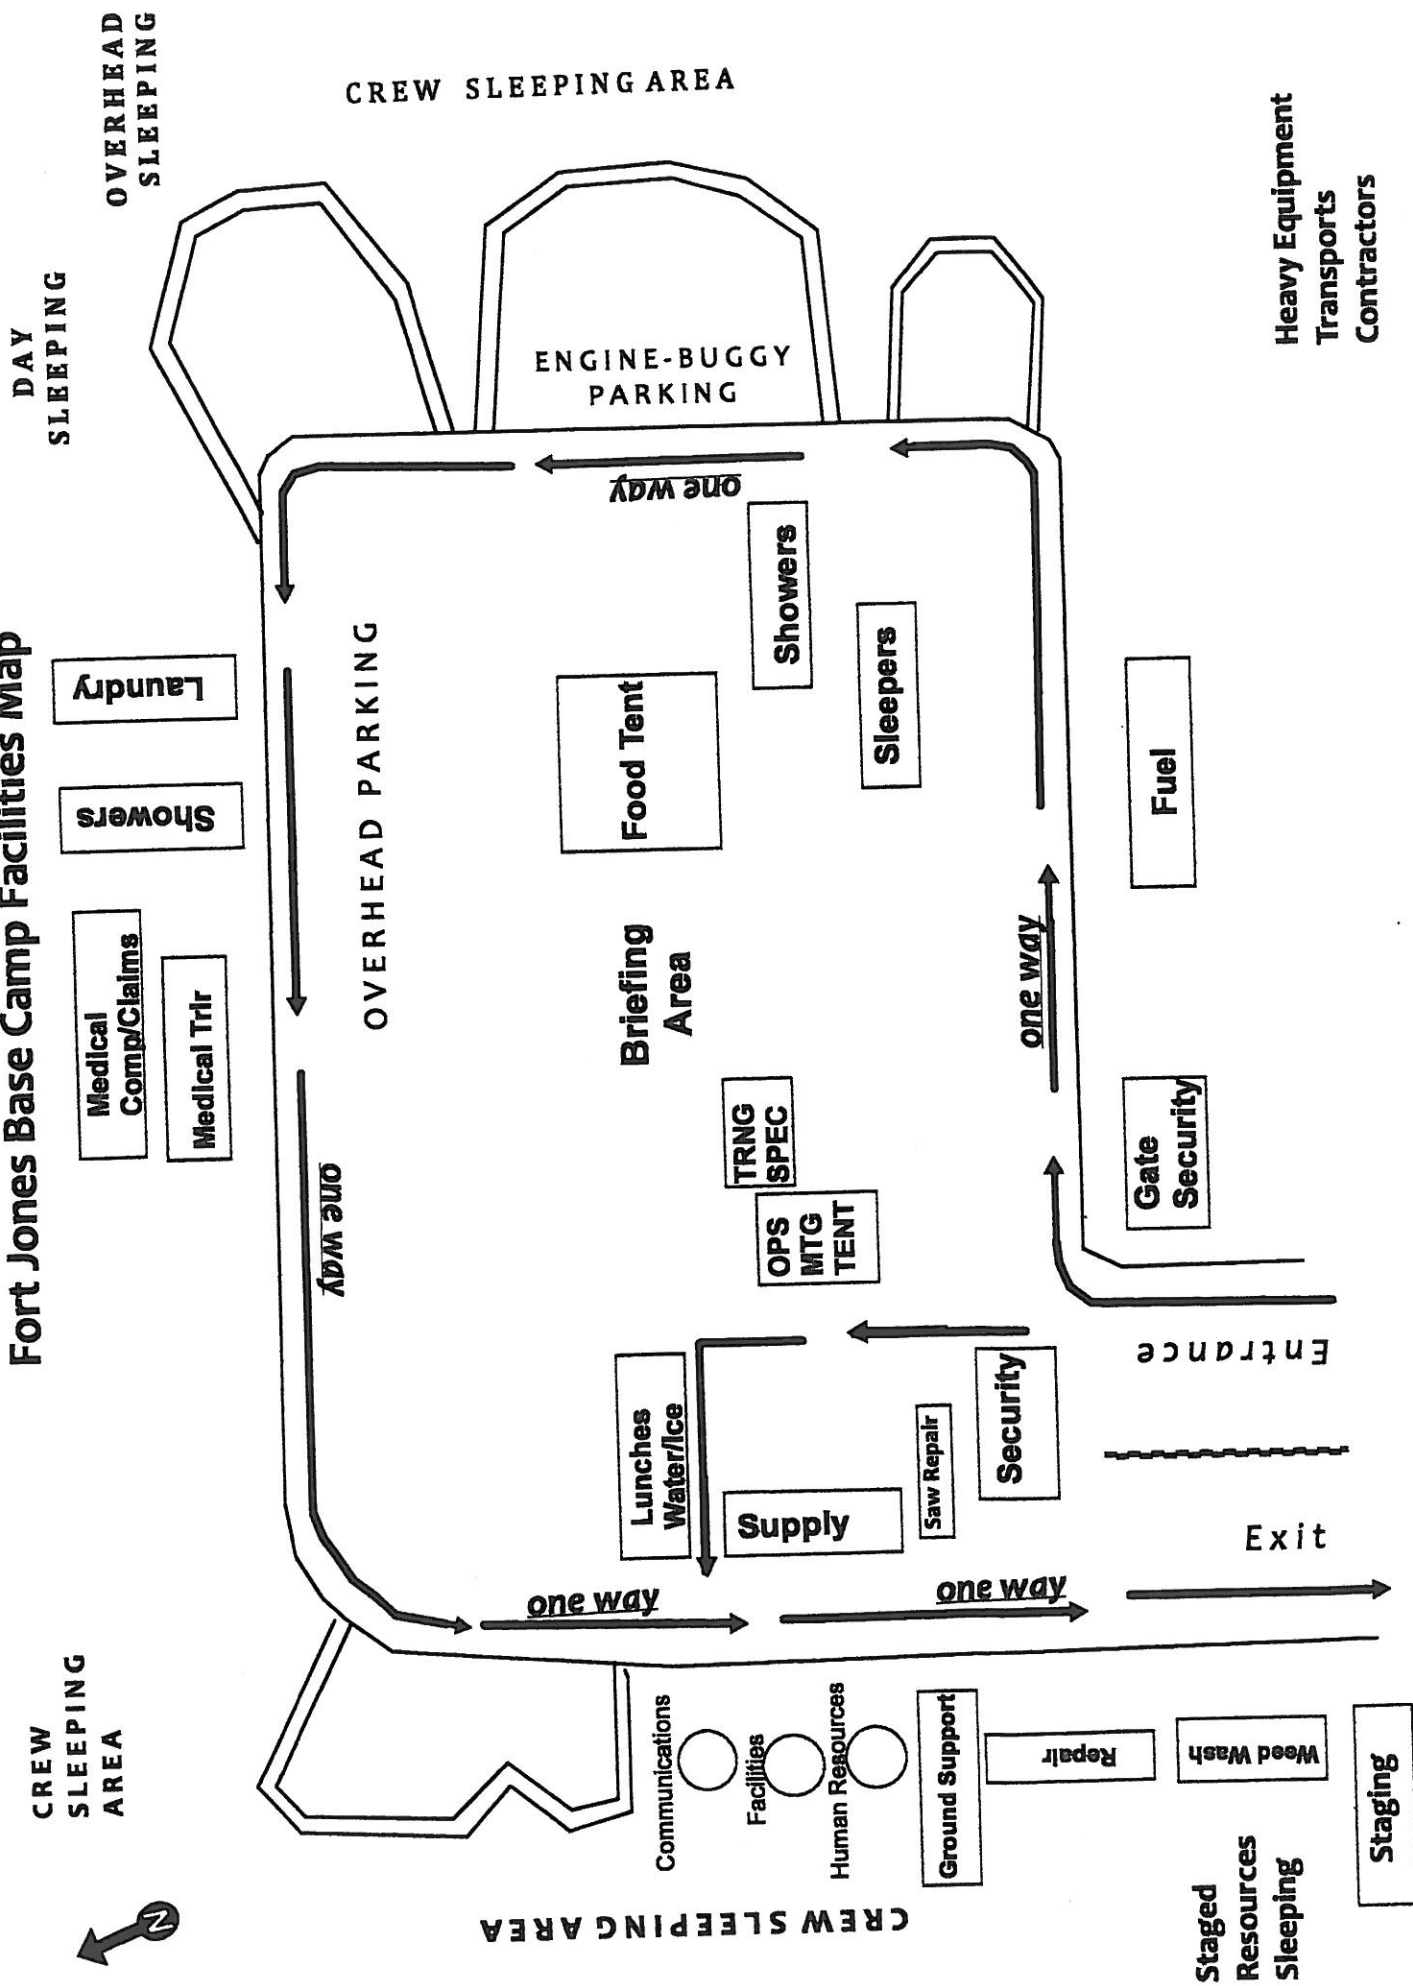 Fort Jones Base Camp Facilities Map
CREW
SLEEPING
AREA
DAY
SLEEPING
OVERHEAD
SLEEPING
Medical
Comp/Claims
Medical Trlr
Showers
Laundry
one way
OVERHEAD PARKING
CREW SLEEPING AREA
ENGINE-BUGGY
PARKING
one way
Food Tent
Briefing
Area
Showers
Sleepers
TRNG
SPEC
OPS
MTG
TENT
Lunches
Water/Ice
Supply
Saw Repair
Security
one way
one way
one way
Communications
Facilities
Human Resources
Ground Support
Repair
Weed Wash
Staging
CREW SLEEPING AREA
Staged
Resources
Sleeping
Exit
Entrance
Gate
Security
Fuel
Heavy Equipment
Transports
Contractors
N